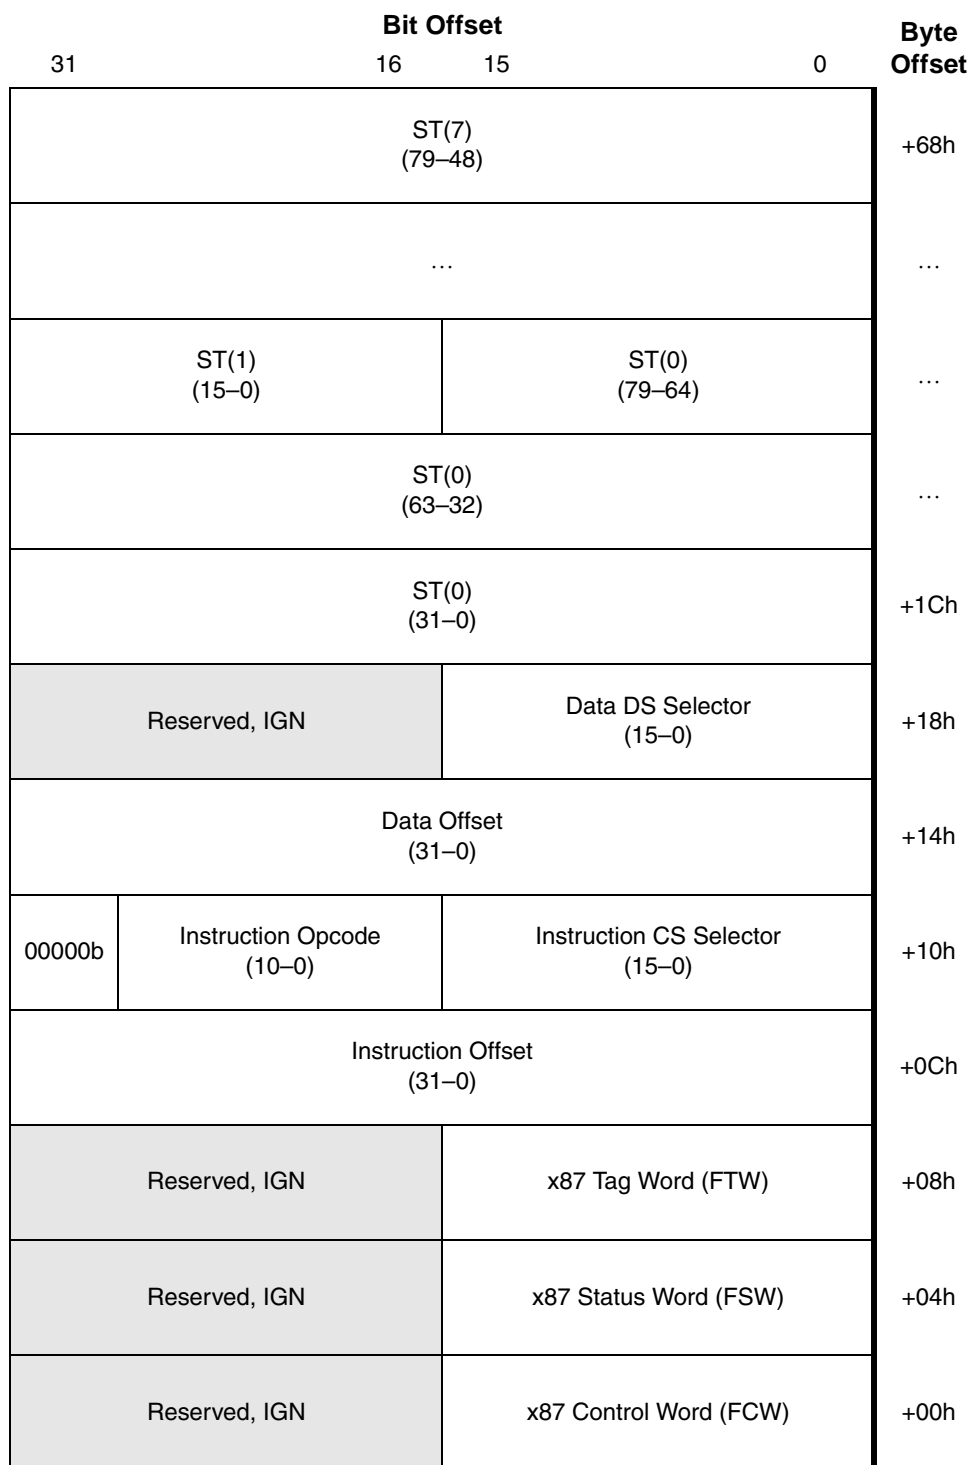 Bit Offset
Byte
Offset
31 16 15 0
ST(7)
(79–48)
+68h
...
...
ST(1)
(15–0)
ST(0)
(79–64)
...
ST(0)
(63–32)
...
ST(0)
(31–0)
+1Ch
Reserved, IGN
Data DS Selector
(15–0)
+18h
Data Offset
(31–0)
+14h
00000b
Instruction Opcode
(10–0)
Instruction CS Selector
(15–0)
+10h
Instruction Offset
(31–0)
+0Ch
Reserved, IGN
x87 Tag Word (FTW)
+08h
Reserved, IGN
x87 Status Word (FSW)
+04h
Reserved, IGN
x87 Control Word (FCW)
+00h